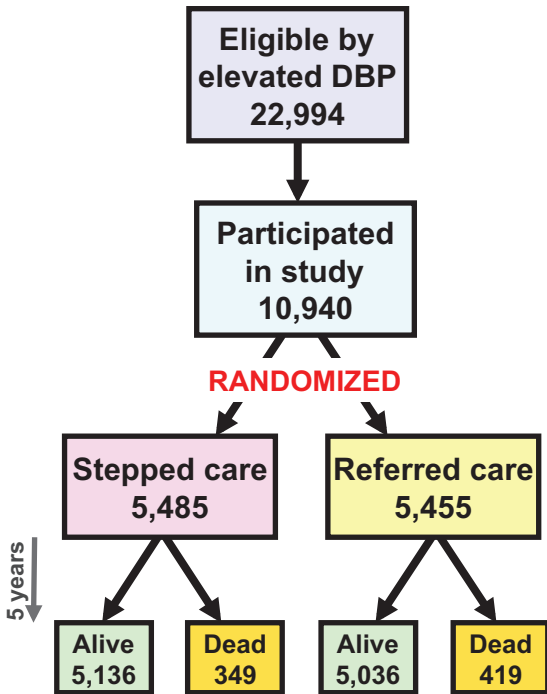 Eligible by
elevated DBP
22,994
Participated
in study
10,940
RANDOMIZED
Stepped care
5,485
Referred care
5,455
5 years
Alive
5,136
Dead
349
Alive
5,036
Dead
419